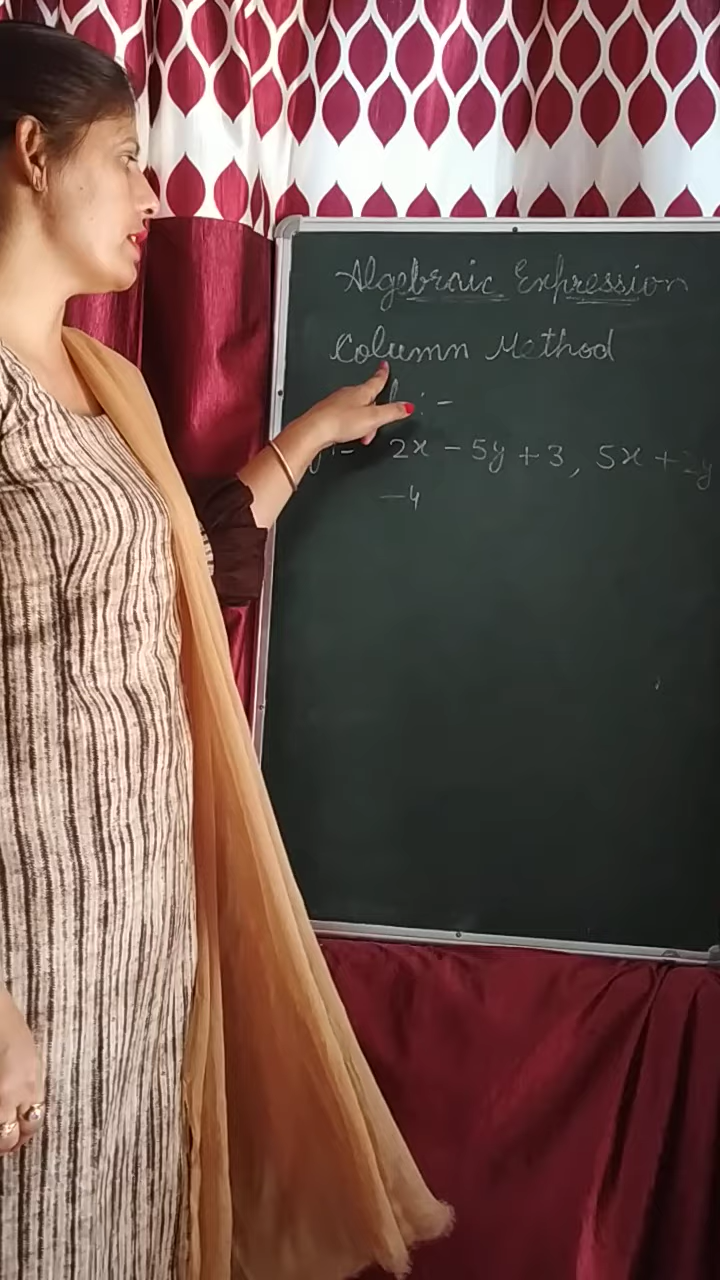 Algebraic Expression
Column Method
:-
:- 2x - 5y + 3, 5x + 2y
-4